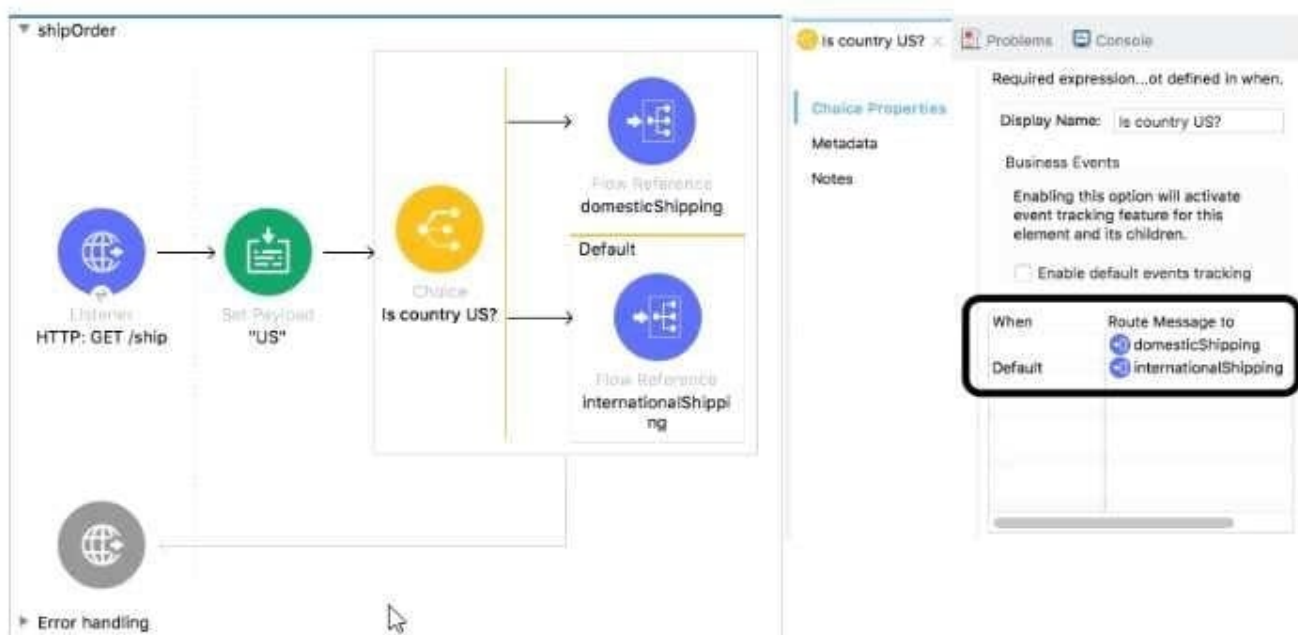 shipOrder
Flow Reference
domesticShipping
Default
Listener
HTTP: GET /ship
Set Payload
"US"
Choice
Is country US?
Flow Reference
internationalShippi
ng
Error handling
Is country US?
Problems
Console
Choice Properties
Metadata
Notes
Required expression...ot defined in when.
Display Name: Is country US?
Business Events
Enabling this option will activate
event tracking feature for this
element and its children.
Enable default events tracking
When Route Message to
domesticShipping
Default internationalShipping